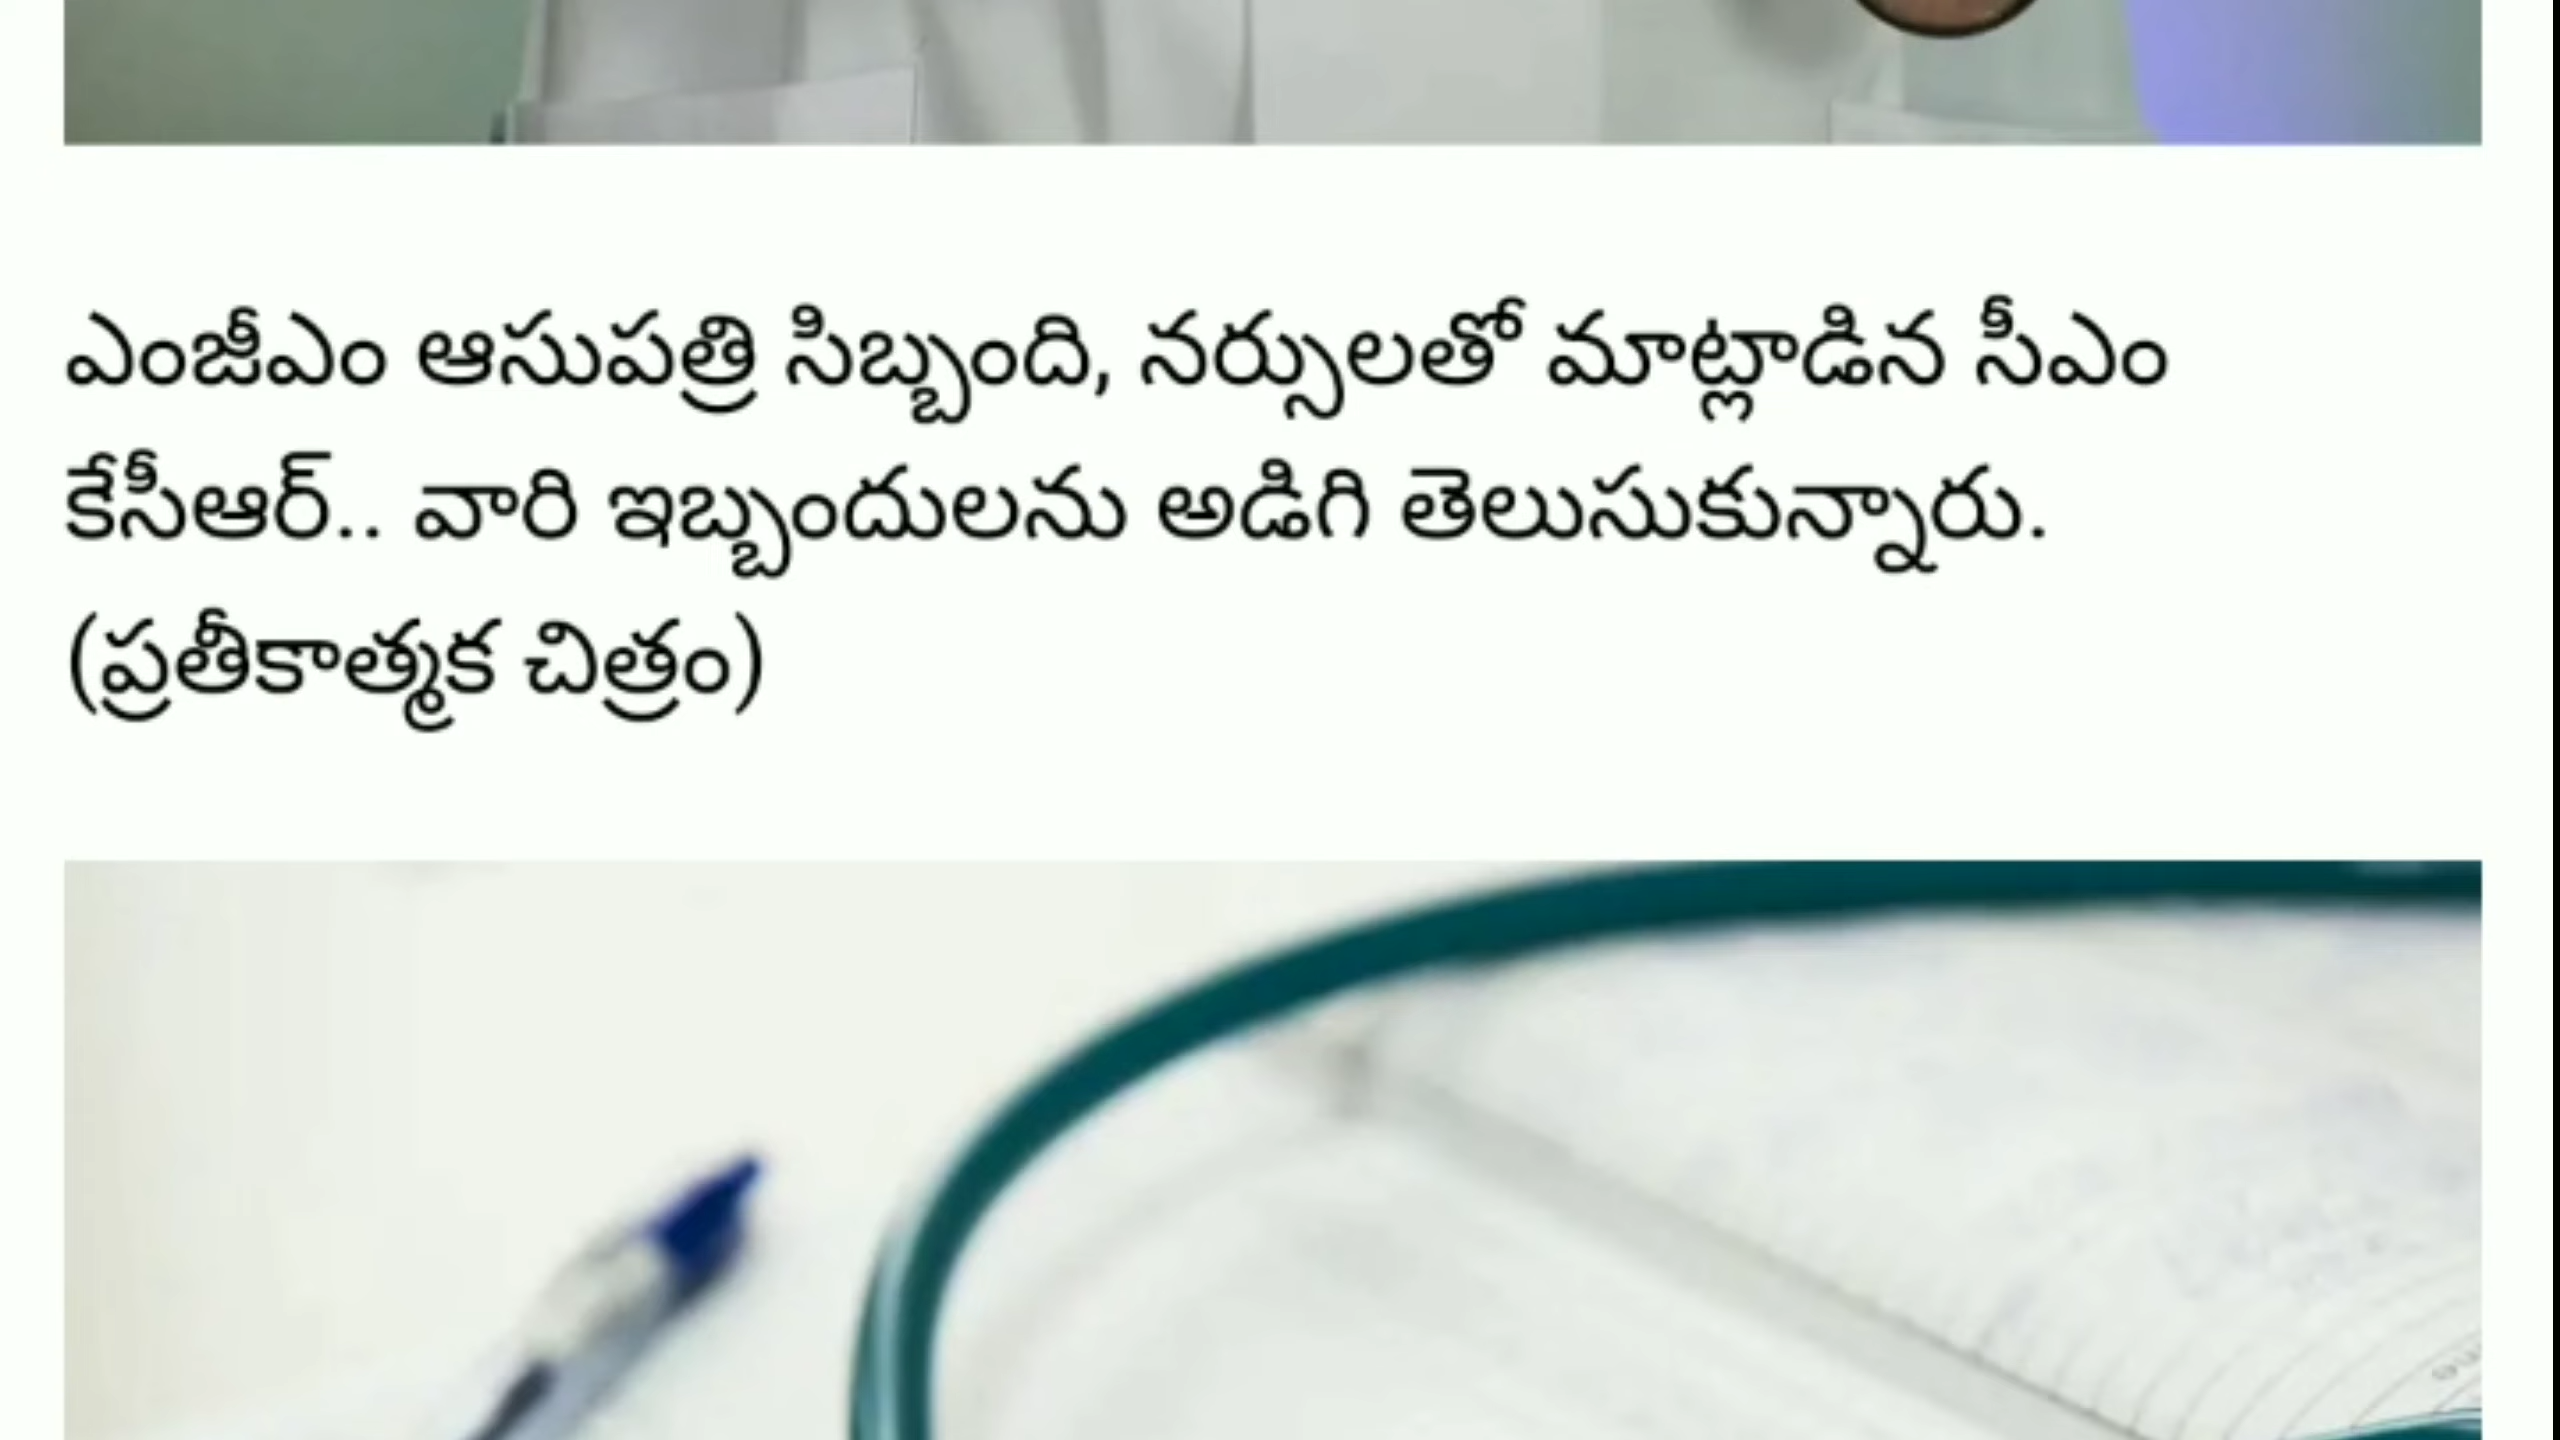 ఎంజీఎం ఆసుపత్రి సిబ్బంది, నర్సులతో మాట్లాడిన సీఎం
కేసీఆర్.. వారి ఇబ్బందులను అడిగి తెలుసుకున్నారు.
(ప్రతీకాత్మక చిత్రం)